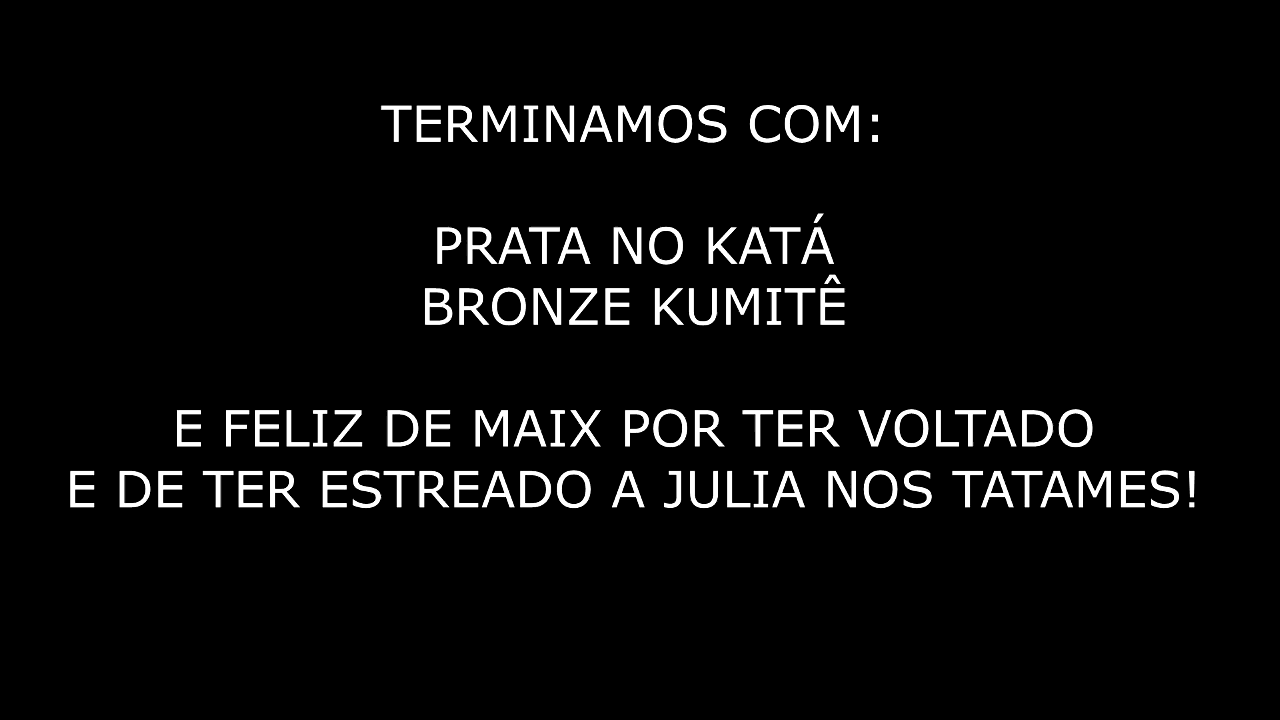 TERMINAMOS COM:
PRATA NO KATÁ
BRONZE KUMITÊ
E FELIZ DE MAIX POR TER VOLTADO
E DE TER ESTREADO A JULIA NOS TATAMES!